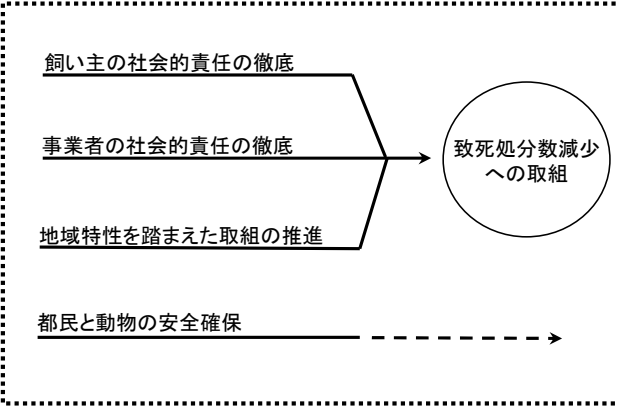 飼い主の社会的責任の徹底
事業者の社会的責任の徹底
致死処分数減少
への取組
地域特性を踏まえた取組の推進
都民と動物の安全確保